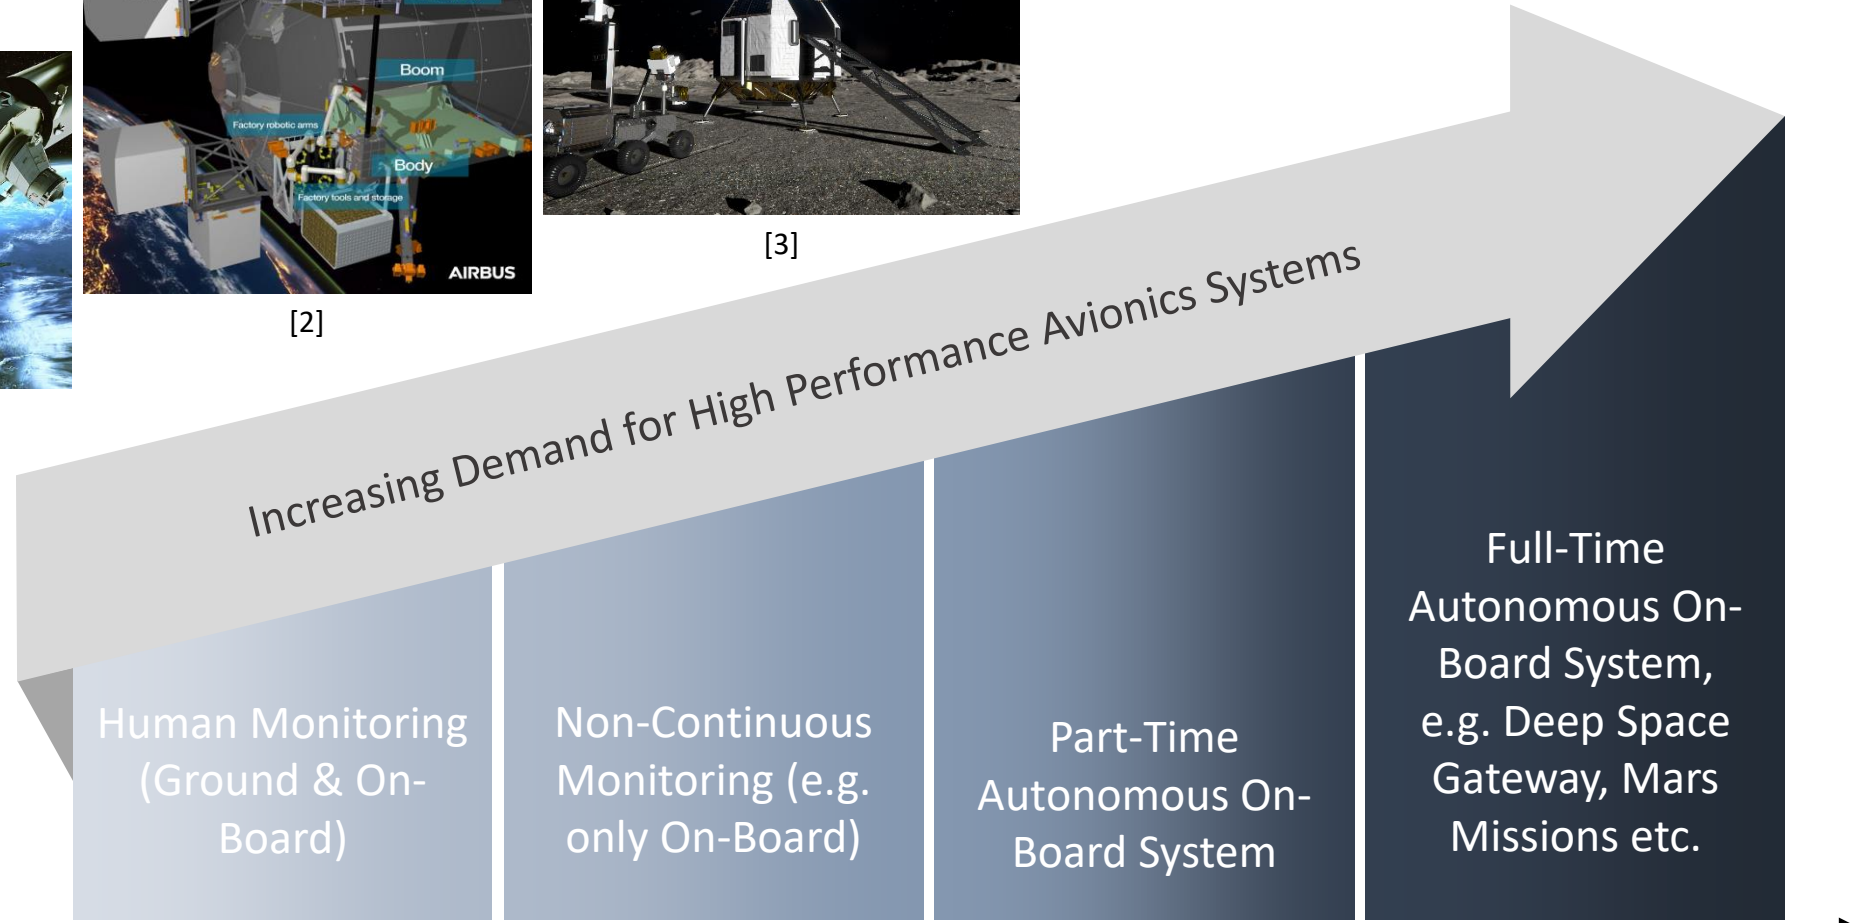 Boom
Factory robotic arms
Body
Factory tools and storage
AIRBUS
[2]
[3]
Increasing Demand for High Performance Avionics Systems
Human Monitoring
(Ground & On-
Board)
Non-Continuous
Monitoring (e.g.
only On-Board)
Part-Time
Autonomous On-
Board System
Full-Time
Autonomous On-
Board System,
e.g. Deep Space
Gateway, Mars
Missions etc.